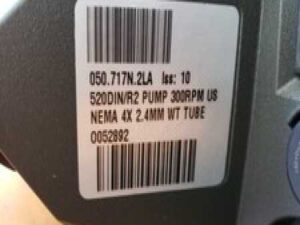 050.717N.2LA Iss: 10
520DIN/R2 PUMP 300RPM US
NEMA 4X 2.4MM WT TUBE
0052892